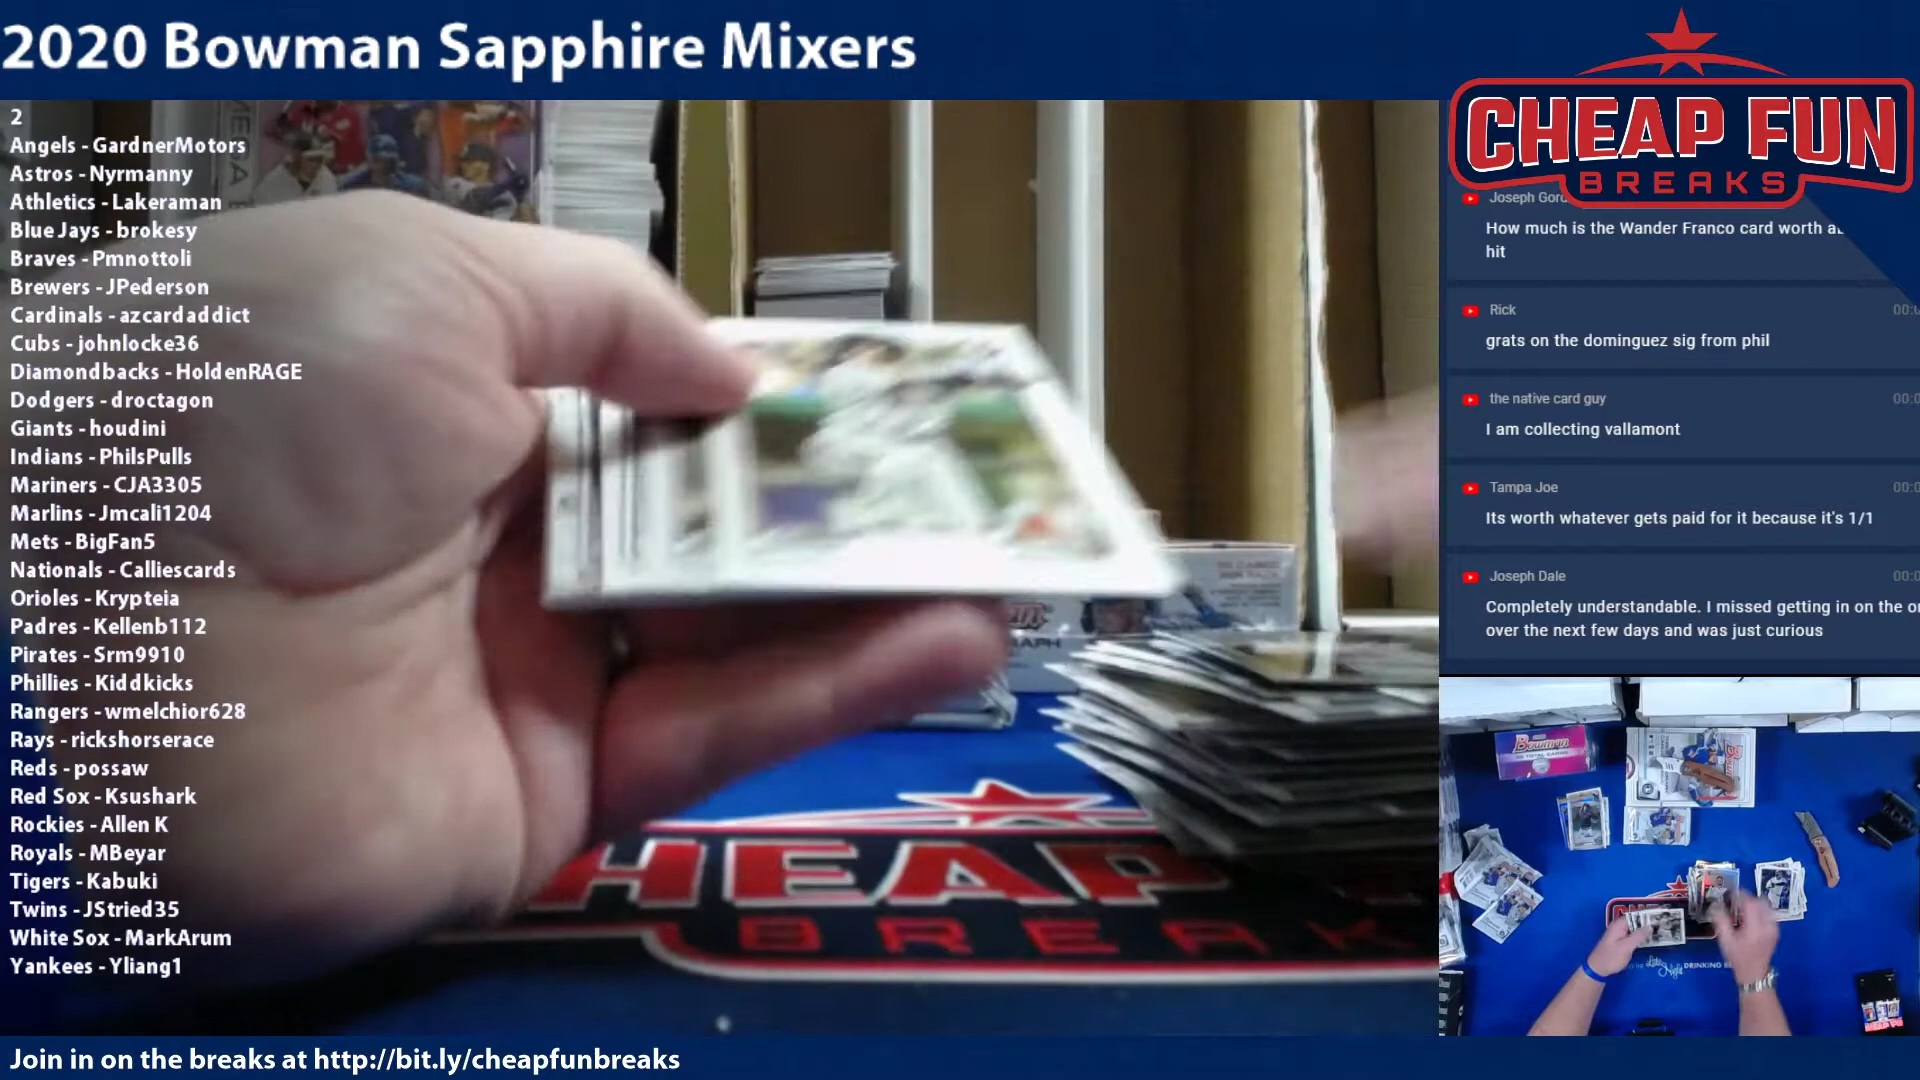 2020 Bowman Sapphire Mixers
CHEAP FUN
BREAKS
2
Angels - GardnerMotors
Astros - Nyrmanny
Athletics - Lakeraman
Blue Jays - brokesy
Braves - Pmnottoli
Brewers - JPederson
Cardinals - azcardaddict
Cubs - johnlocke36
Diamondbacks - HoldenRAGE
Dodgers - droctagon
Giants - houdini
Indians - PhilsPulls
Mariners - CJA3305
Marlins - Jmcali1204
Mets - BigFan5
Nationals - Calliescards
Orioles - Krypteia
Padres - Kellenb112
Pirates - Srm9910
Phillies - Kiddkicks
Rangers - wmelchior628
Rays - rickshorserace
Reds - possaw
Red Sox - Ksushark
Rockies - Allen K
Royals - MBeyar
Tigers - Kabuki
Twins - JStried35
White Sox - MarkArum
Yankees - Yliang1
Joseph
How much is the Wander Franco card worth
hit
Rick
grats on the dominguez sig from phil
the native card guy
I am collecting vallamont
Tampa Joe
Its worth whatever gets paid for it because it's 1/1
Joseph Dale
Completely understandable. I missed getting in on the
over the next few days and was just curious
HEAP
BREAK
Bowman
Late Night DRINKING
Join in on the breaks at http://bit.ly/cheapfunbreaks